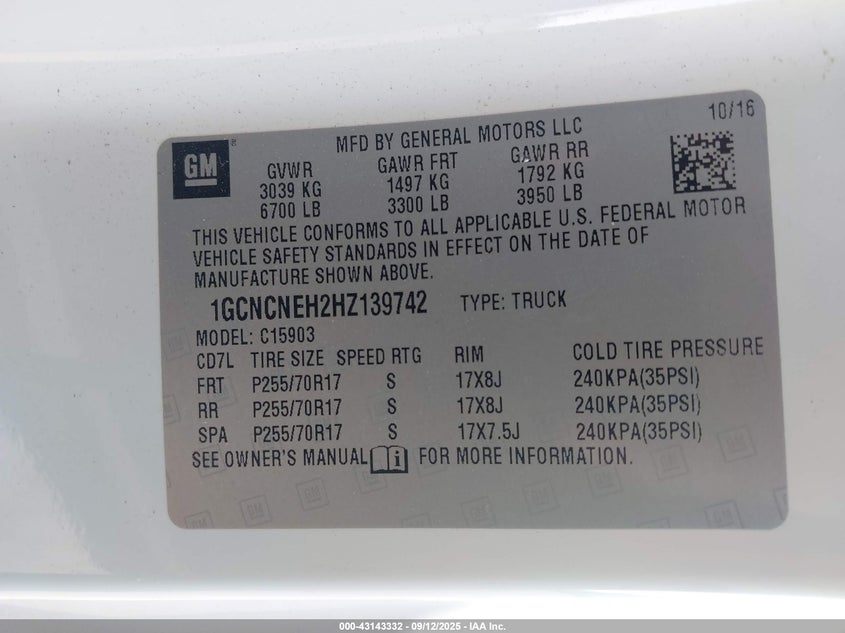 10/16
MFD BY GENERAL MOTORS LLC
GM
GVWR GAWR FRT GAWR RR
3039 KG 1497 KG 1792 KG
6700 LB 3300 LB 3950 LB
THIS VEHICLE CONFORMS TO ALL APPLICABLE U.S. FEDERAL MOTOR
VEHICLE SAFETY STANDARDS IN EFFECT ON THE DATE OF
MANUFACTURE SHOWN ABOVE.
1GCNCNEH2HZ139742 TYPE: TRUCK
MODEL: C15903
CD7L TIRE SIZE SPEED RTG RIM COLD TIRE PRESSURE
FRT P255/70R17 S 17X8J 240KPA(35PSI)
RR P255/70R17 S 17X8J 240KPA(35PSI)
SPA P255/70R17 S 17X7.5J 240KPA(35PSI)
SEE OWNER'S MANUAL i FOR MORE INFORMATION.
000-43143332 - 09/12/2025 - IAA Inc.